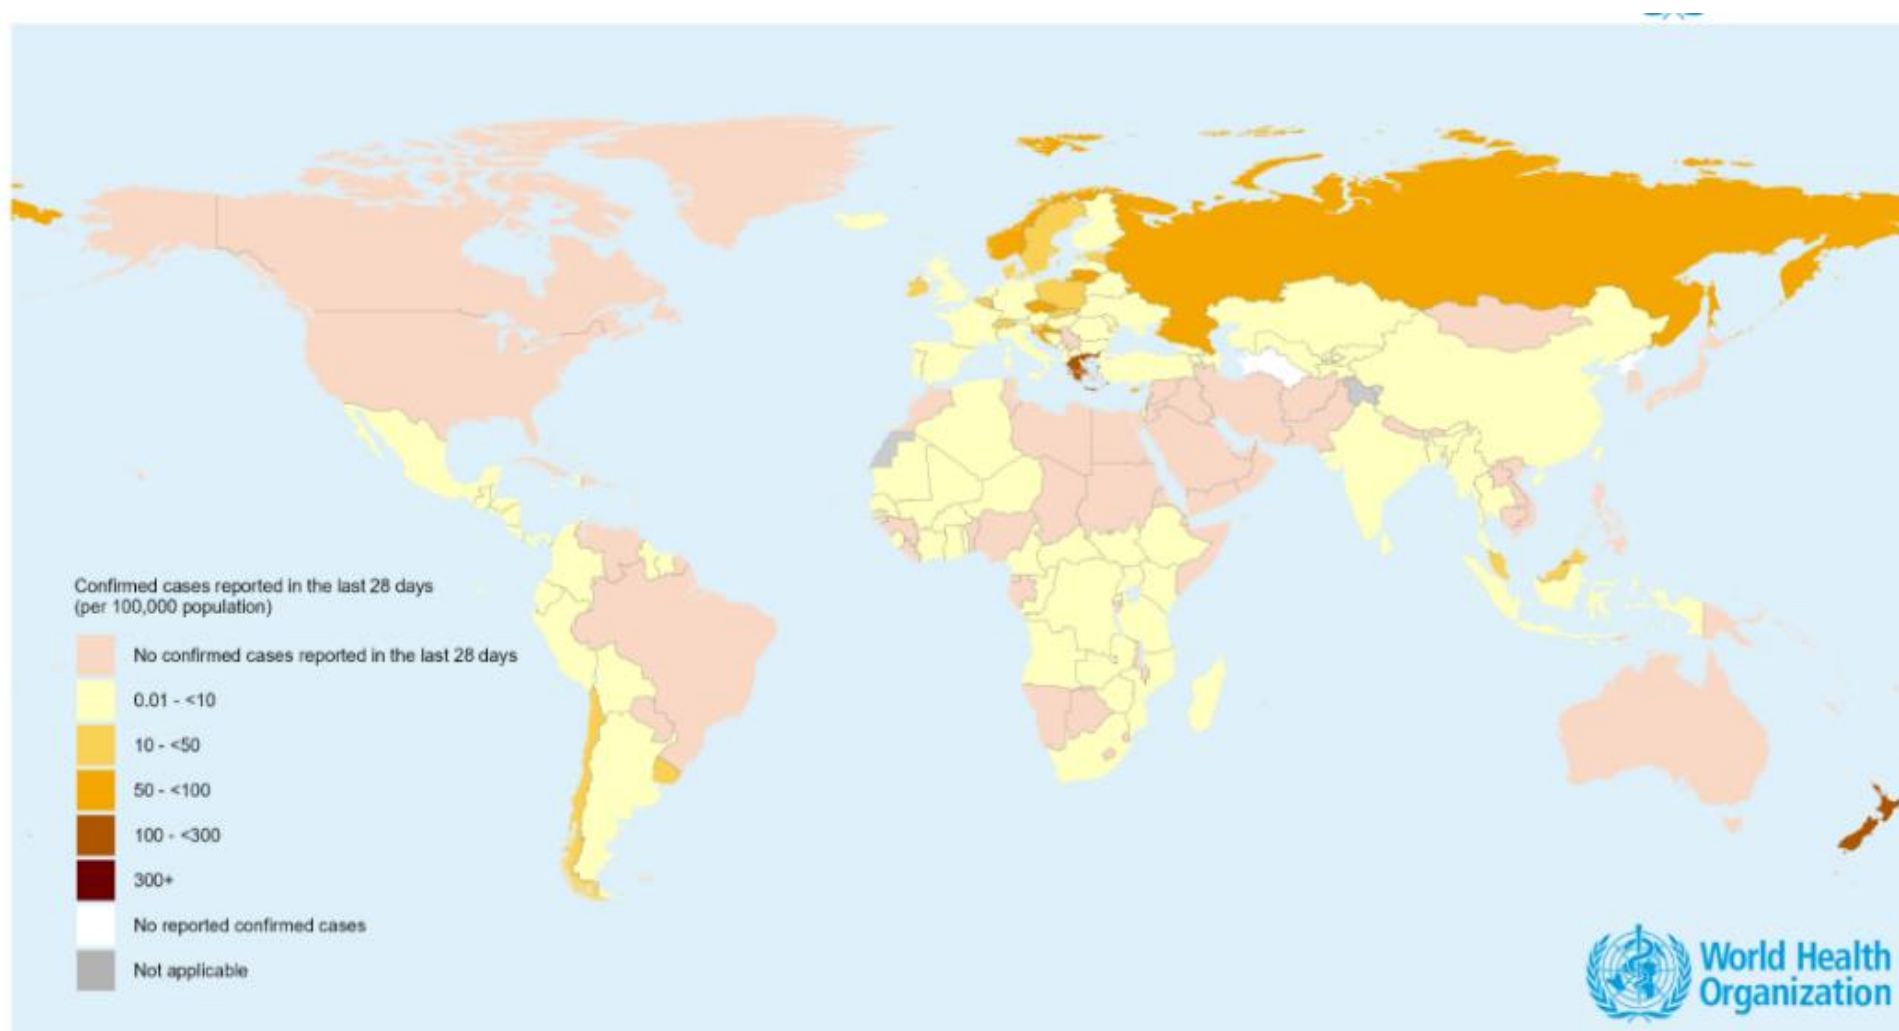 Confirmed cases reported in the last 28 days
(per 100,000 population)
No confirmed cases reported in the last 28 days
0.01 - <10
10 - <50
50 - <100
100 - <300
300+
No reported confirmed cases
Not applicable
World Health
Organization